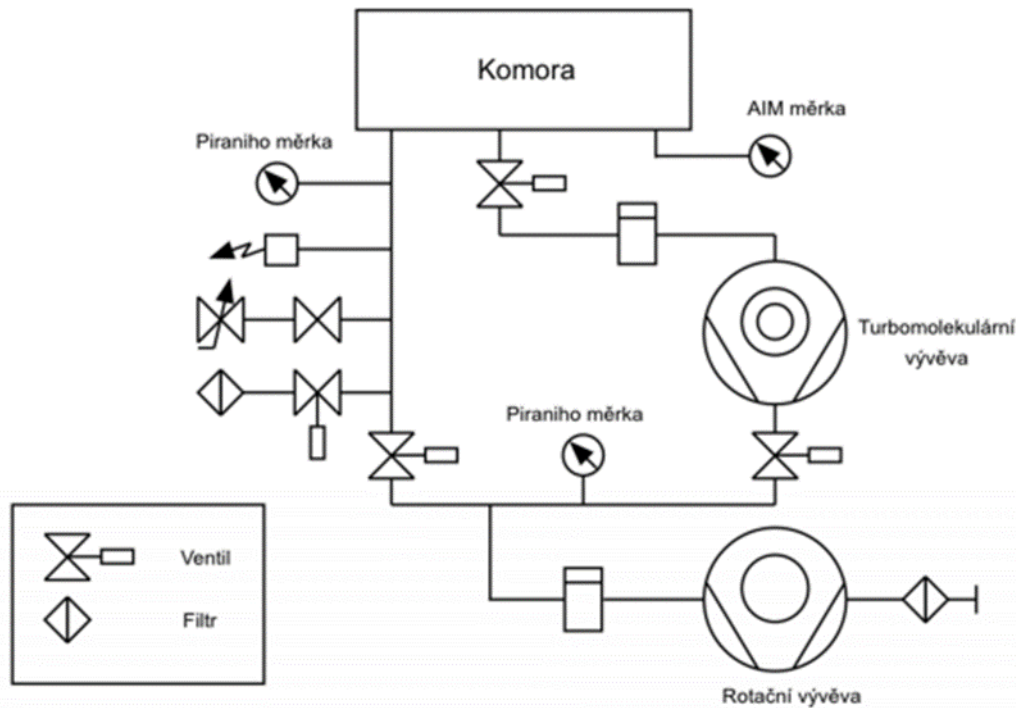 Komora
AIM měrka
Piraniho měrka
Turbomolekulární
vývěva
Piraniho měrka
Ventil
Filtr
Rotační vývěva